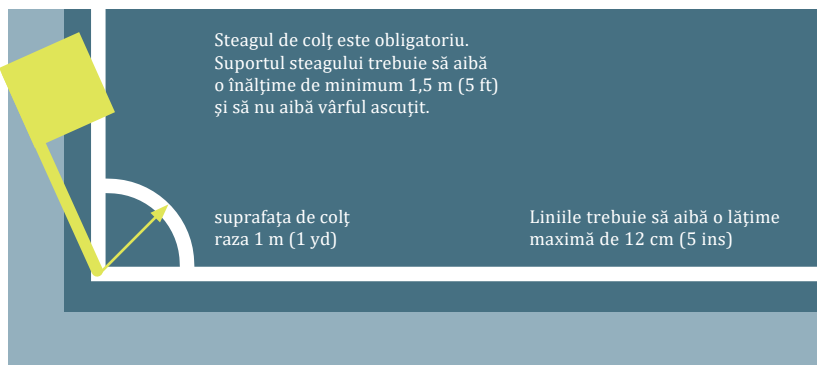 Steagul de colţ este obligatoriu.
Suportul steagului trebuie să aibă
o înălţime de minimum 1,5 m (5 ft)
şi să nu aibă vârful ascuţit.
suprafaţa de colţ
raza 1 m (1 yd)
Liniile trebuie să aibă o lăţime
maximă de 12 cm (5 ins)